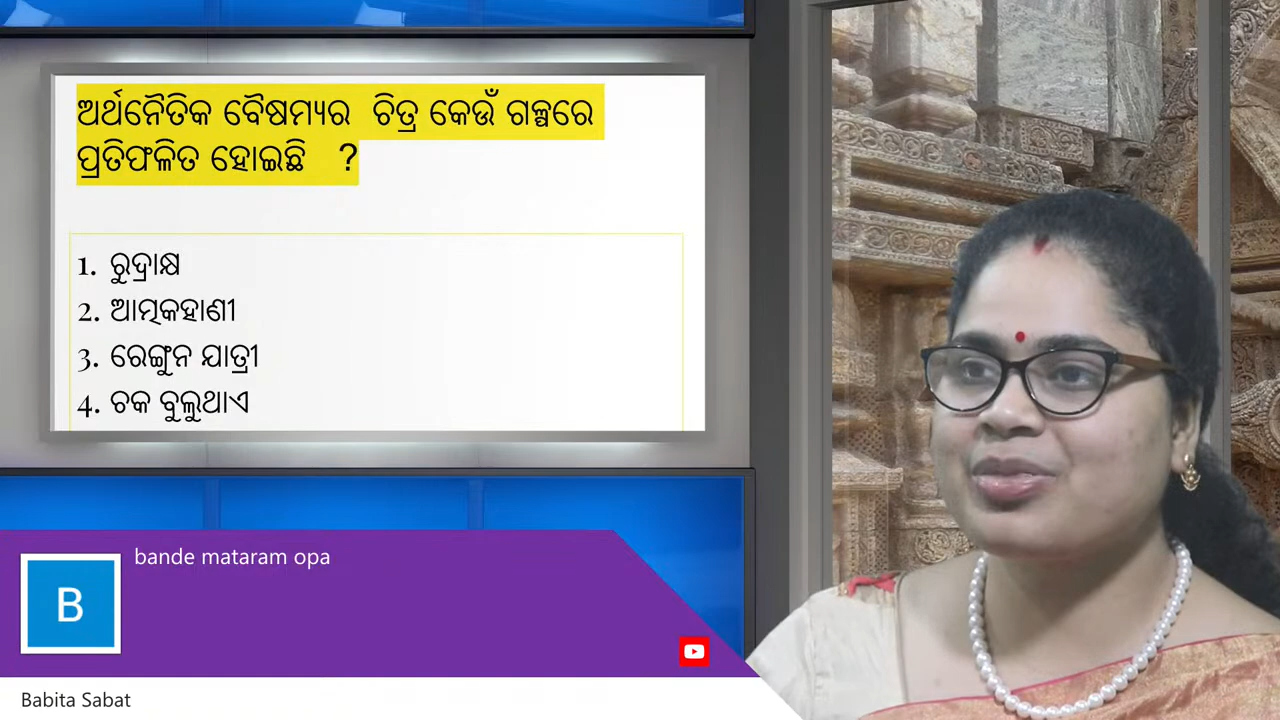 ଅର୍ଥନୈତିକ ବୈଷମ୍ୟର ଚିତ୍ର କେଉଁ ଗଳ୍ପରେ
ପ୍ରତିଫଳିତ ହୋଇଛି ?
1. ରୁଦ୍ରାକ୍ଷ
2. ଆତ୍ମକହାଣୀ
3. ରେଙ୍ଗୁନ ଯାତ୍ରୀ
4. ଚକ ବୁଲୁଥାଏ
bande mataram opa
B
Babita Sabat